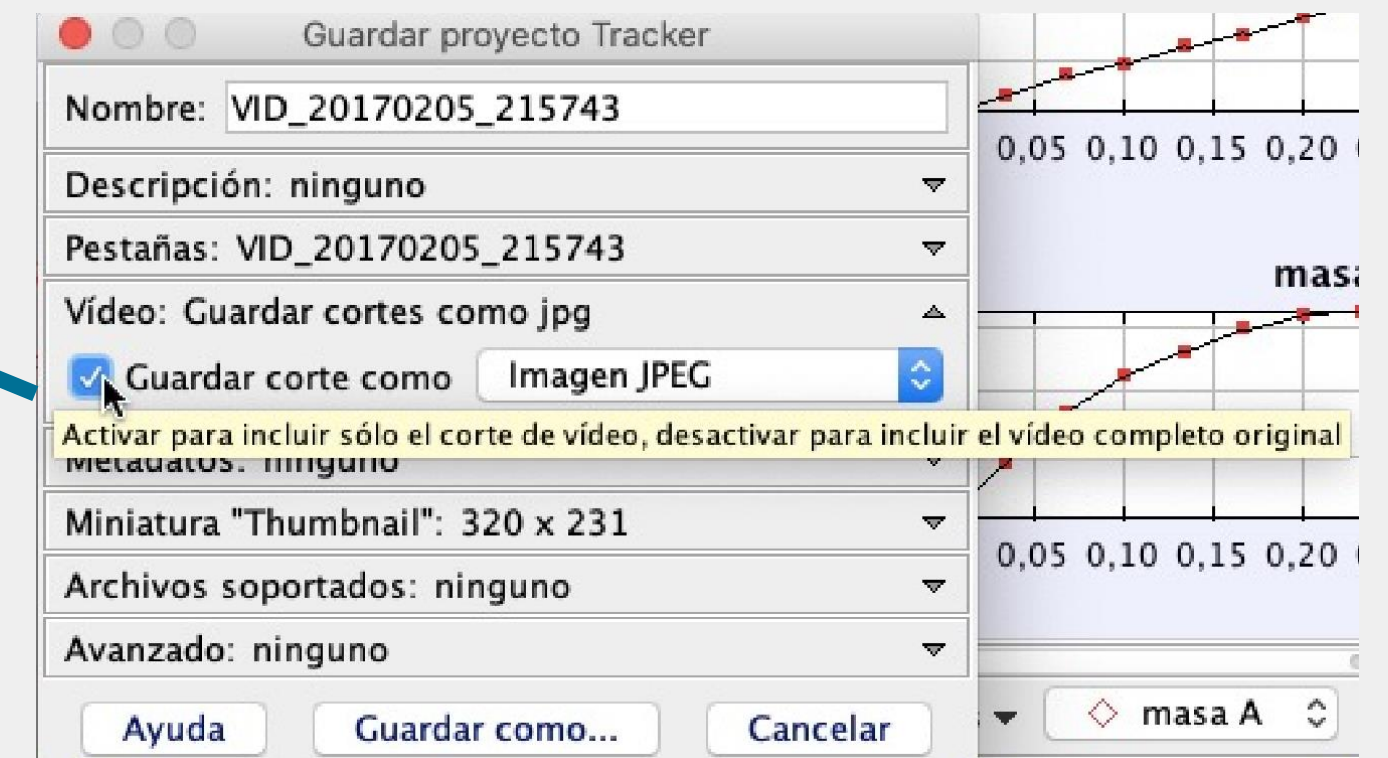 Guardar proyecto Tracker
Nombre: VID_20170205_215743
Descripción: ninguno
Pestañas: VID_20170205_215743
Vídeo: Guardar cortes como jpg
Guardar corte como Imagen JPEG
Activar para incluir sólo el corte de vídeo, desactivar para incluir el vídeo completo original
Metadatos: ninguno
Miniatura "Thumbnail": 320 x 231
Archivos soportados: ninguno
Avanzado: ninguno
Ayuda Guardar como... Cancelar
0,05 0,10 0,15 0,20
masa
0,05 0,10 0,15 0,20
masa A